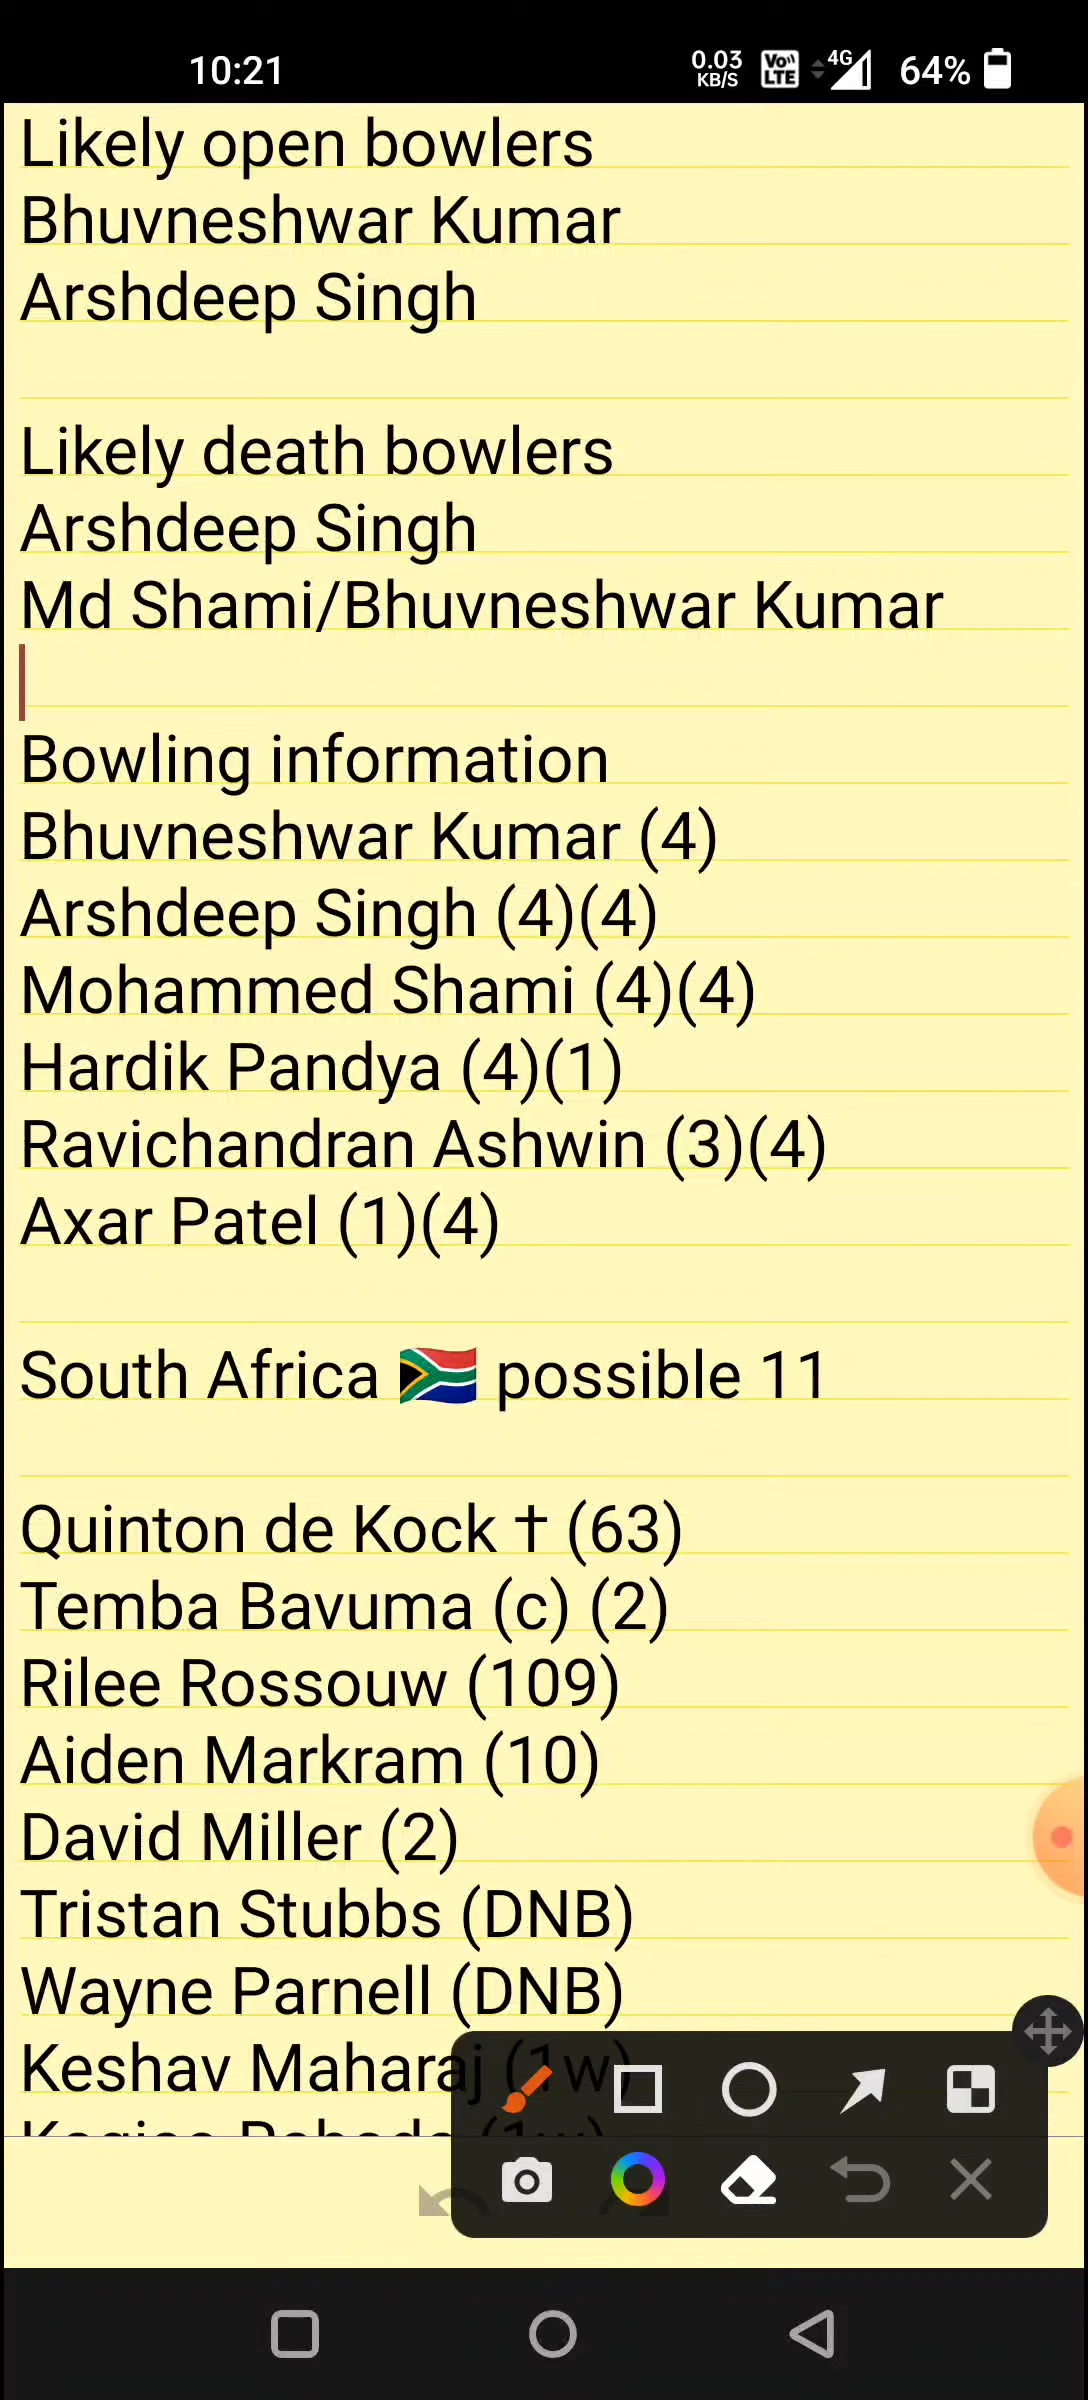 10:21
0.03 KB/S VoLTE 4G 64%
Likely open bowlers
Bhuvneshwar Kumar
Arshdeep Singh
Likely death bowlers
Arshdeep Singh
Md Shami/Bhuvneshwar Kumar
Bowling information
Bhuvneshwar Kumar (4)
Arshdeep Singh (4)(4)
Mohammed Shami (4)(4)
Hardik Pandya (4)(1)
Ravichandran Ashwin (3)(4)
Axar Patel (1)(4)
South Africa 🇿🇦 possible 11
Quinton de Kock † (63)
Temba Bavuma (c) (2)
Rilee Rossouw (109)
Aiden Markram (10)
David Miller (2)
Tristan Stubbs (DNB)
Wayne Parnell (DNB)
Keshav Maharaj (1w)